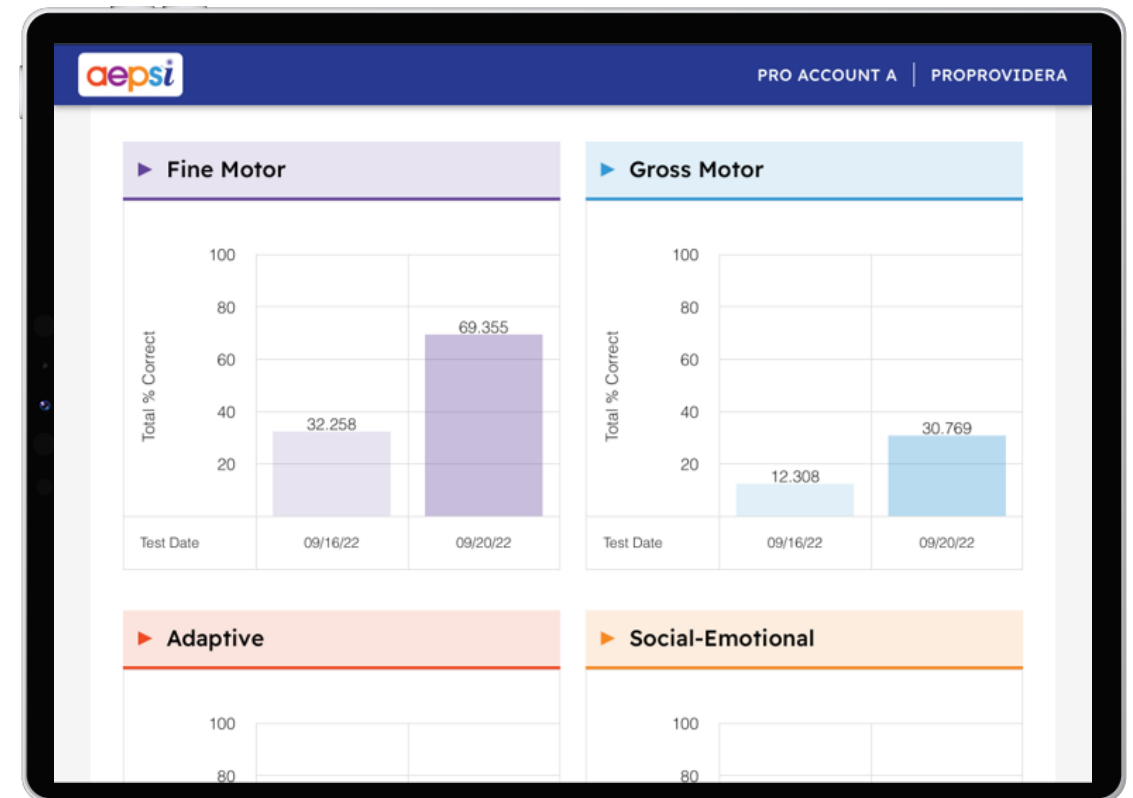 aepsi
PRO ACCOUNT A PROPROVIDERA
Fine Motor
100
80
60
40
20
Total % Correct
32.258
69.355
Test Date 09/16/22 09/20/22
Gross Motor
100
80
60
40
20
Total % Correct
12.308
30.769
Test Date 09/16/22 09/20/22
Adaptive
100
80
Social-Emotional
100
80